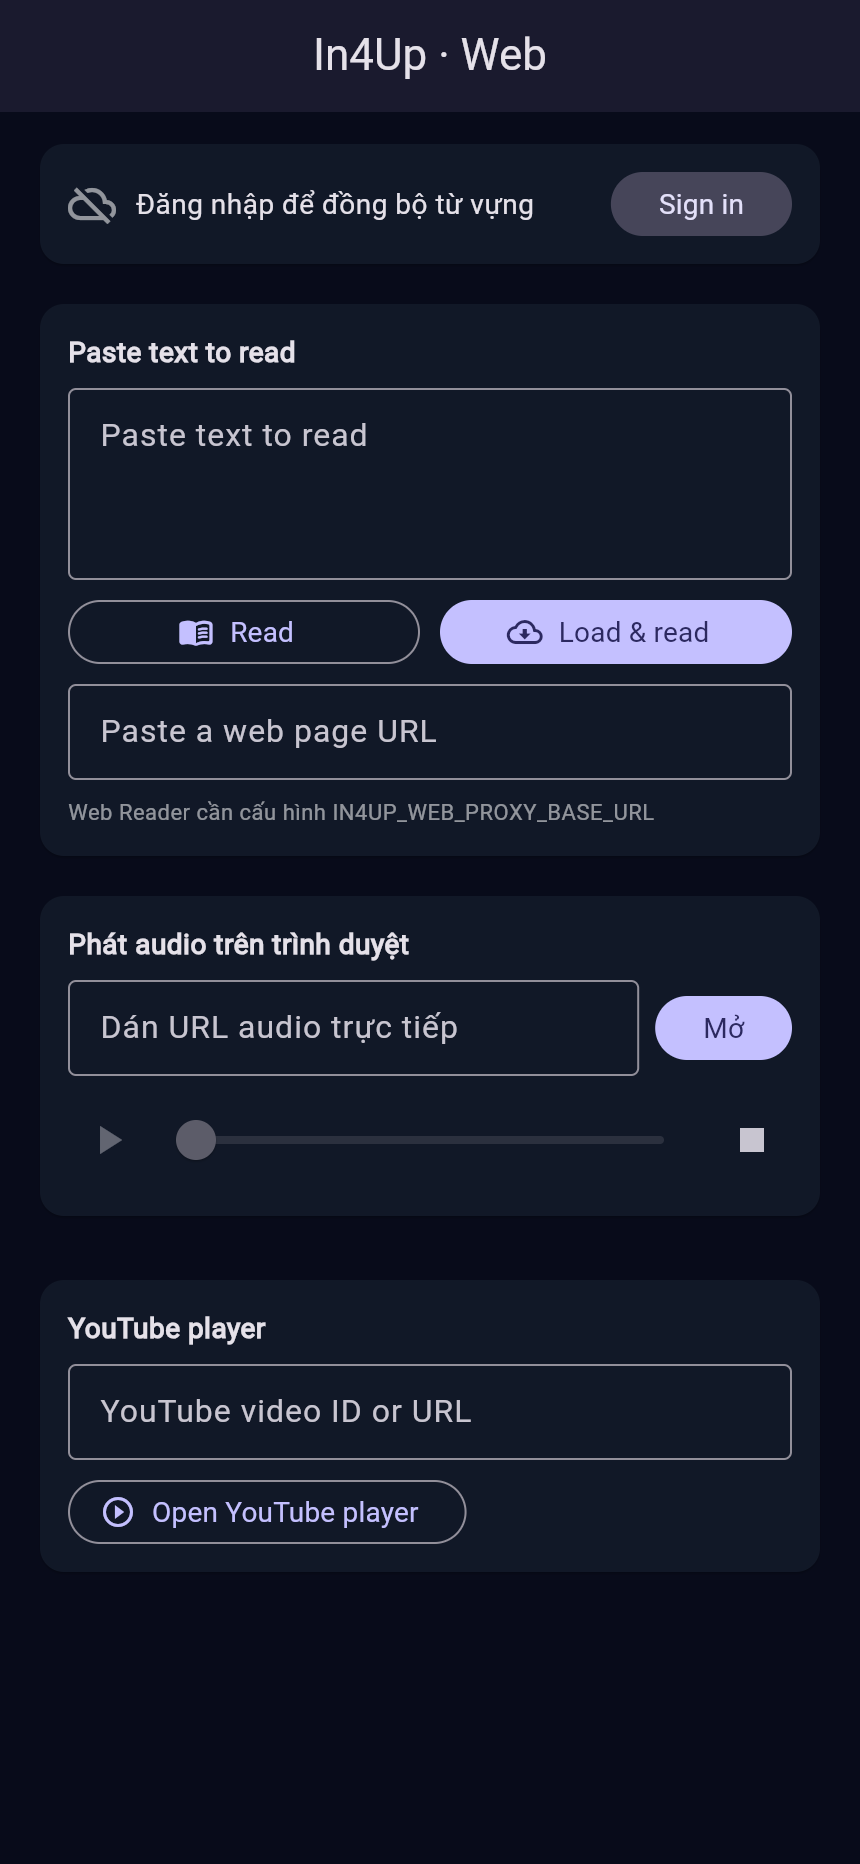 In4Up · Web
Đăng nhập để đồng bộ từ vựng
Sign in
Paste text to read
Paste text to read
Read
Load & read
Paste a web page URL
Web Reader cần cấu hình IN4UP_WEB_PROXY_BASE_URL
Phát audio trên trình duyệt
Dán URL audio trực tiếp
Mở
YouTube player
YouTube video ID or URL
Open YouTube player